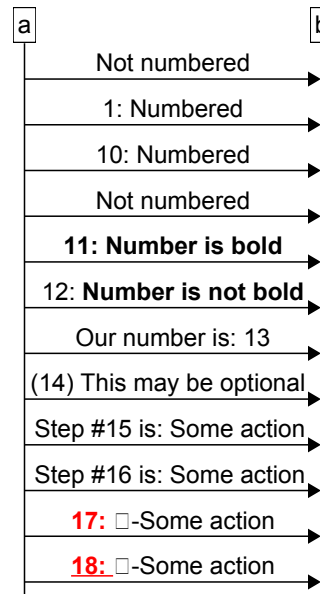 a b
Not numbered
1: Numbered
10: Numbered
Not numbered
11: Number is bold
12: Number is not bold
Our number is: 13
(14) This may be optional
Step #15 is: Some action
Step #16 is: Some action
17: □-Some action
18: □-Some action